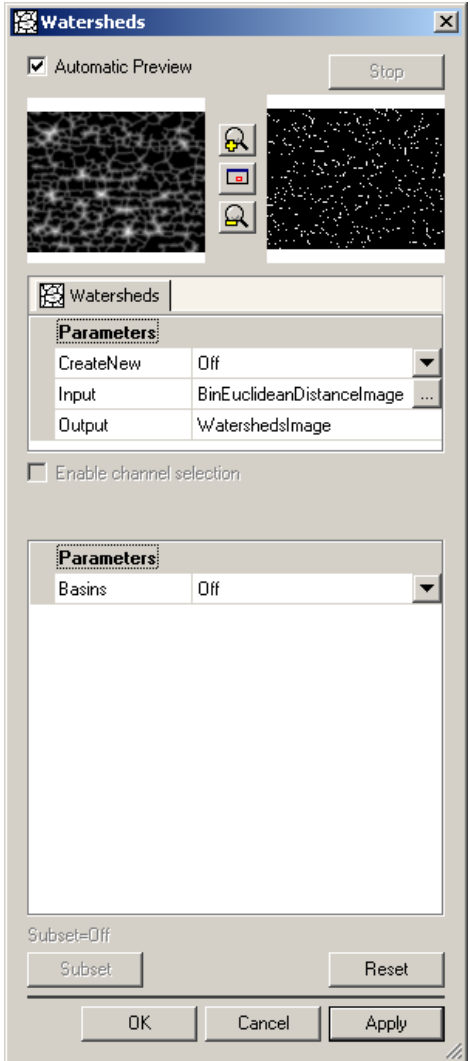 Watersheds
Automatic Preview
Stop
Watersheds
Parameters
CreateNew Off
Input BinEuclideanDistanceImage ...
Output WatershedsImage
Enable channel selection
Parameters
Basins Off
Subset=Off
Subset Reset
OK Cancel Apply